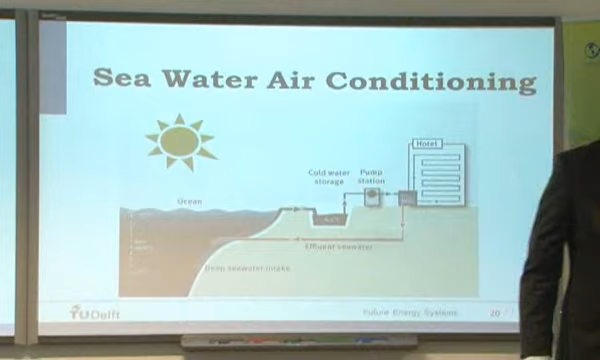 Sea Water Air Conditioning
Hotel
Cold water storage
Pump station
Ocean
Effluent seawater
Deep seawater intake
TU Delft
Future Energy Systems
20